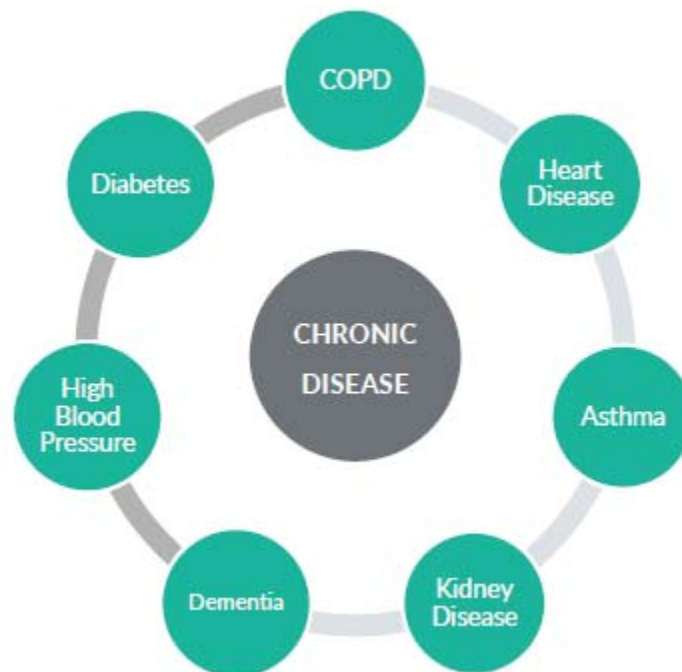 COPD
Heart
Disease
Asthma
Kidney
Disease
Dementia
High
Blood
Pressure
Diabetes
CHRONIC
DISEASE